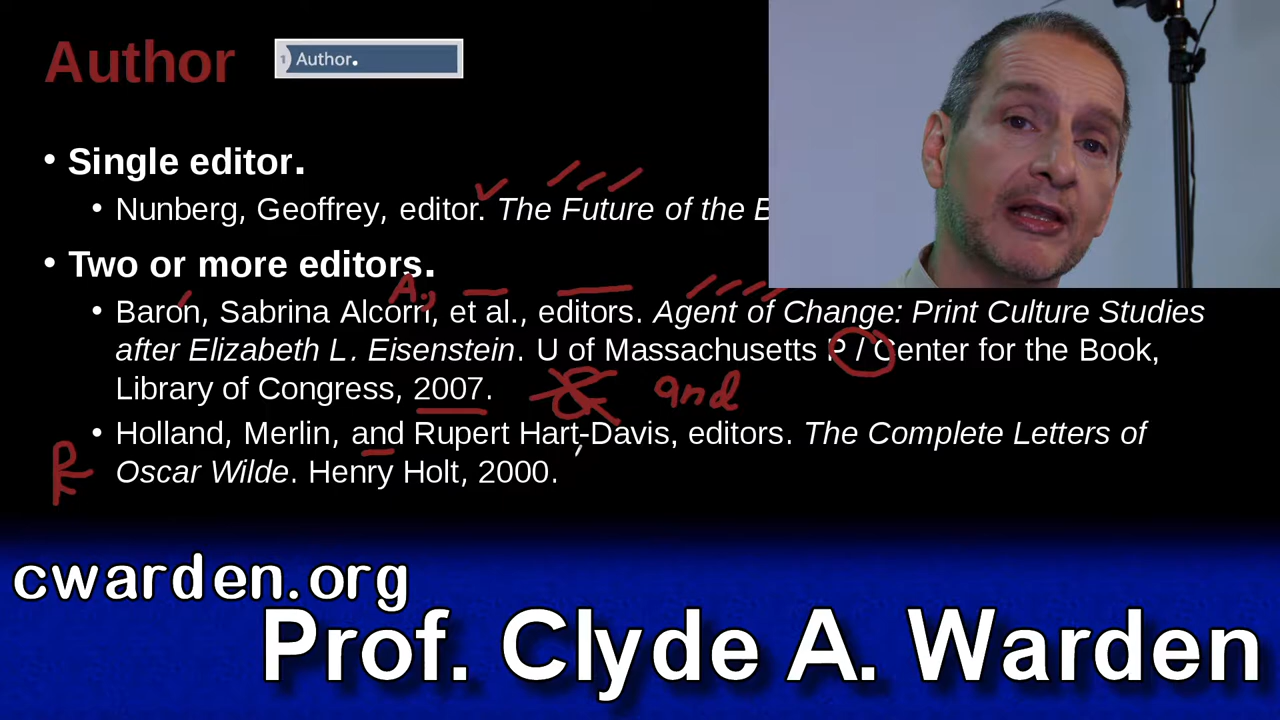 Author
1 Author.
• Single editor.
• Nunberg, Geoffrey, editor. The Future of the B
• Two or more editors.
A.,
• Baron, Sabrina Alcorn, et al., editors. Agent of Change: Print Culture Studies
after Elizabeth L. Eisenstein. U of Massachusetts P / Center for the Book,
Library of Congress, 2007.
& and
• Holland, Merlin, and Rupert Hart-Davis, editors. The Complete Letters of
Oscar Wilde. Henry Holt, 2000.
cwarden.org
Prof. Clyde A. Warden